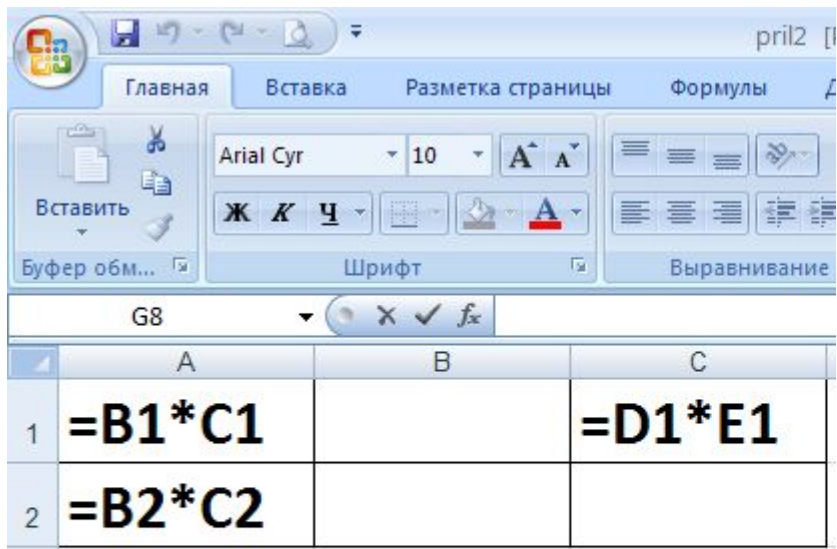 pril2 [
Главная Вставка Разметка страницы Формулы
Вставить
Arial Cyr 10 A A
Ж К Ч A
Буфер обм... Шрифт Выравнивание
G8 fx
A B C
1 =B1*C1 =D1*E1
2 =B2*C2